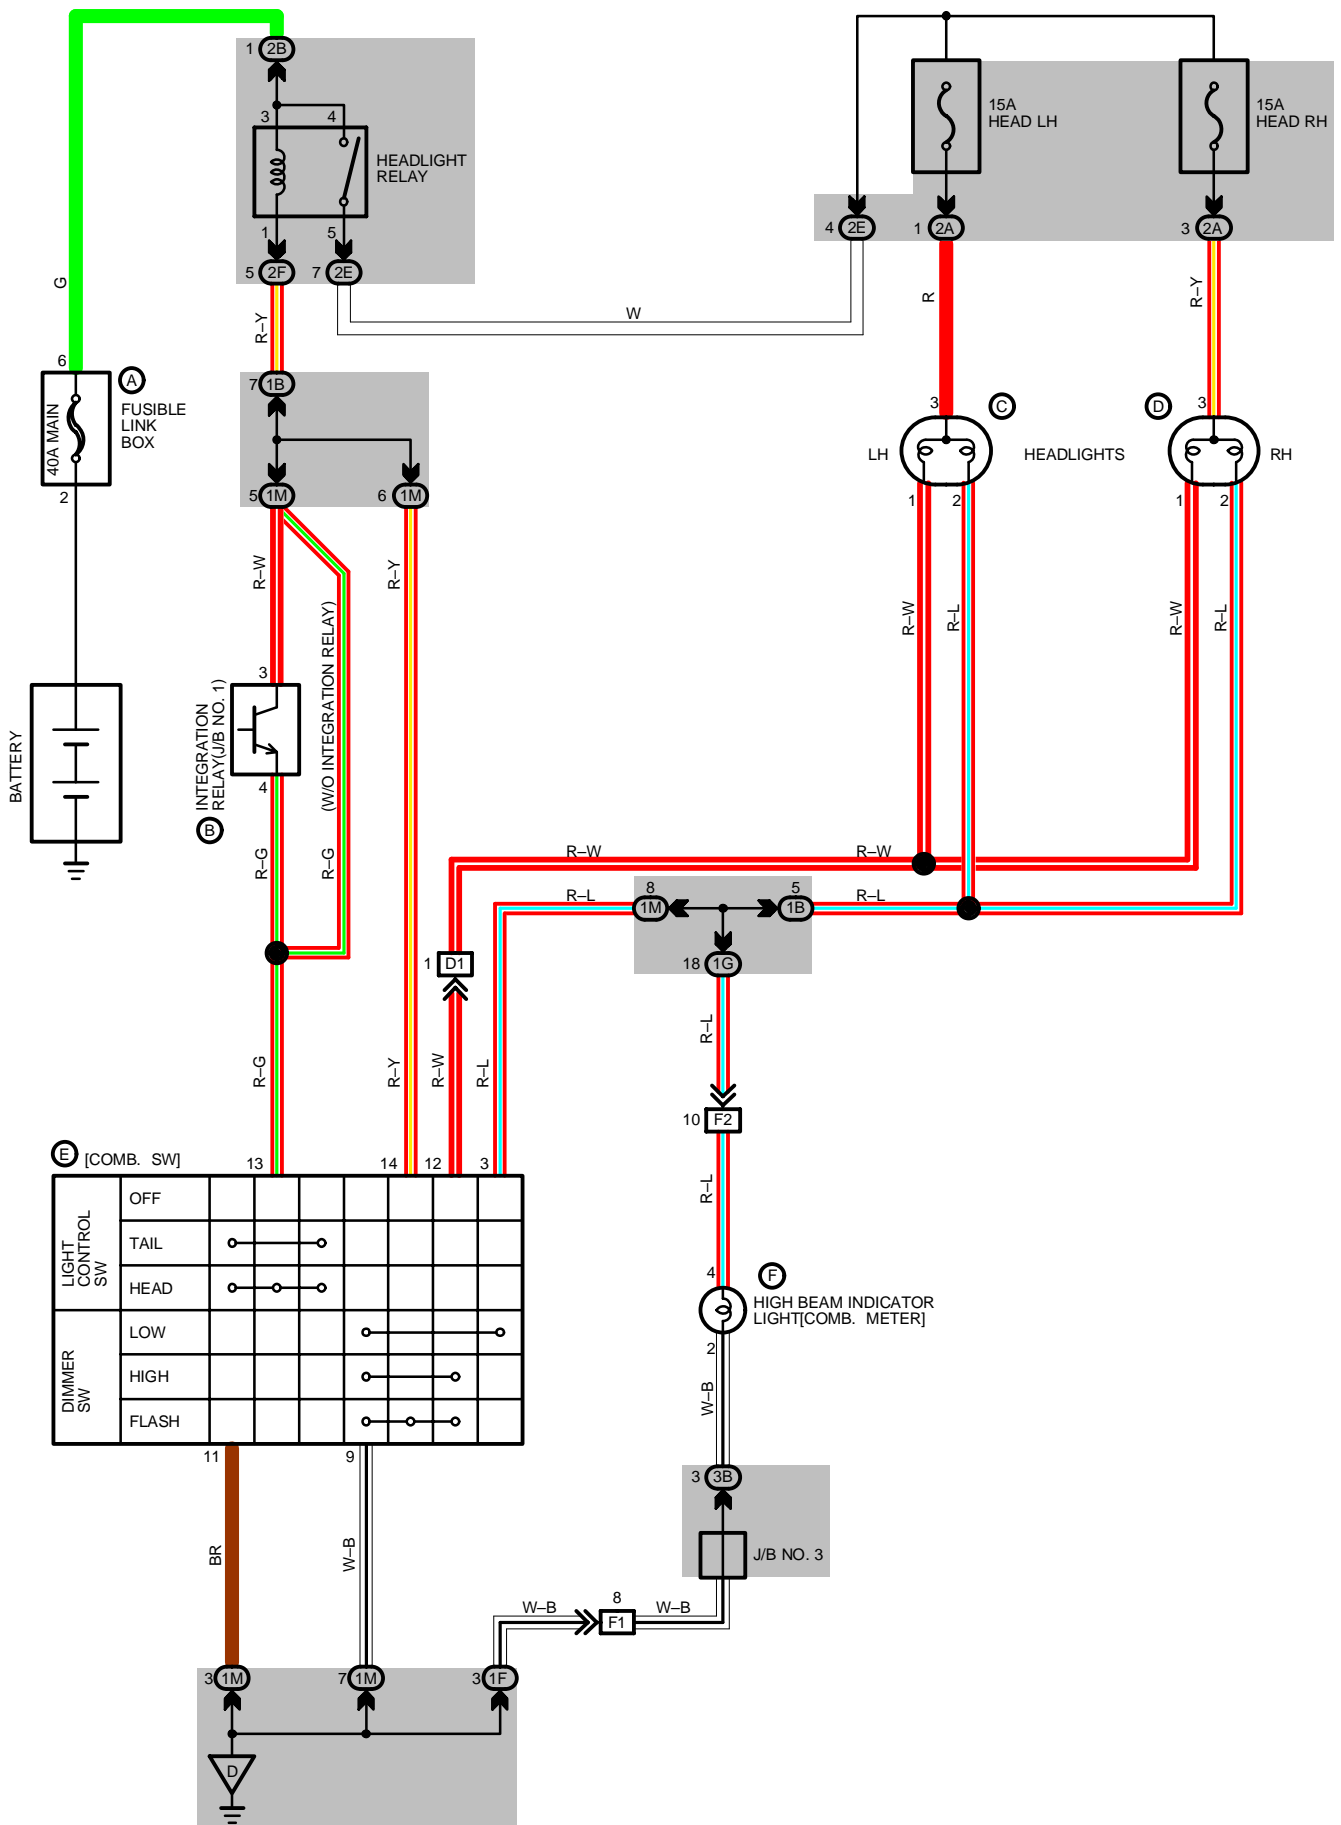 1 2B
3 4
HEADLIGHT
RELAY
1 5
5 2F 7 2E
15A
HEAD LH
15A
HEAD RH
4 2E 1 2A 3 2A
G
R–Y
W
R
R–Y
6
A
FUSIBLE
LINK
BOX
40A MAIN
2
7 1B
5 1M 6 1M
3 C
D 3
LH HEADLIGHTS RH
1 2 1 2
R–W
R–Y
R–W
R–L
R–W
R–L
(W/O INTEGRATION RELAY)
3
INTEGRATION
RELAY(J/B NO. 1)
4
B
BATTERY
R–G
R–G
R–W R–W
8 5
R–L 1M 1B R–L
1 D1
18 1G
R–G
R–Y
R–W
R–L
R–L
10 F2
R–L
E [COMB. SW]
13 14 12 3
LIGHT
CONTROL
SW
OFF
TAIL
HEAD
DIMMER
SW
LOW
HIGH
FLASH
4 F
HIGH BEAM INDICATOR
LIGHT[COMB. METER]
2
W–B
11 9
BR
W–B
3 3B
J/B NO. 3
8
W–B F1 W–B
3 1M 7 1M 3 1F
D